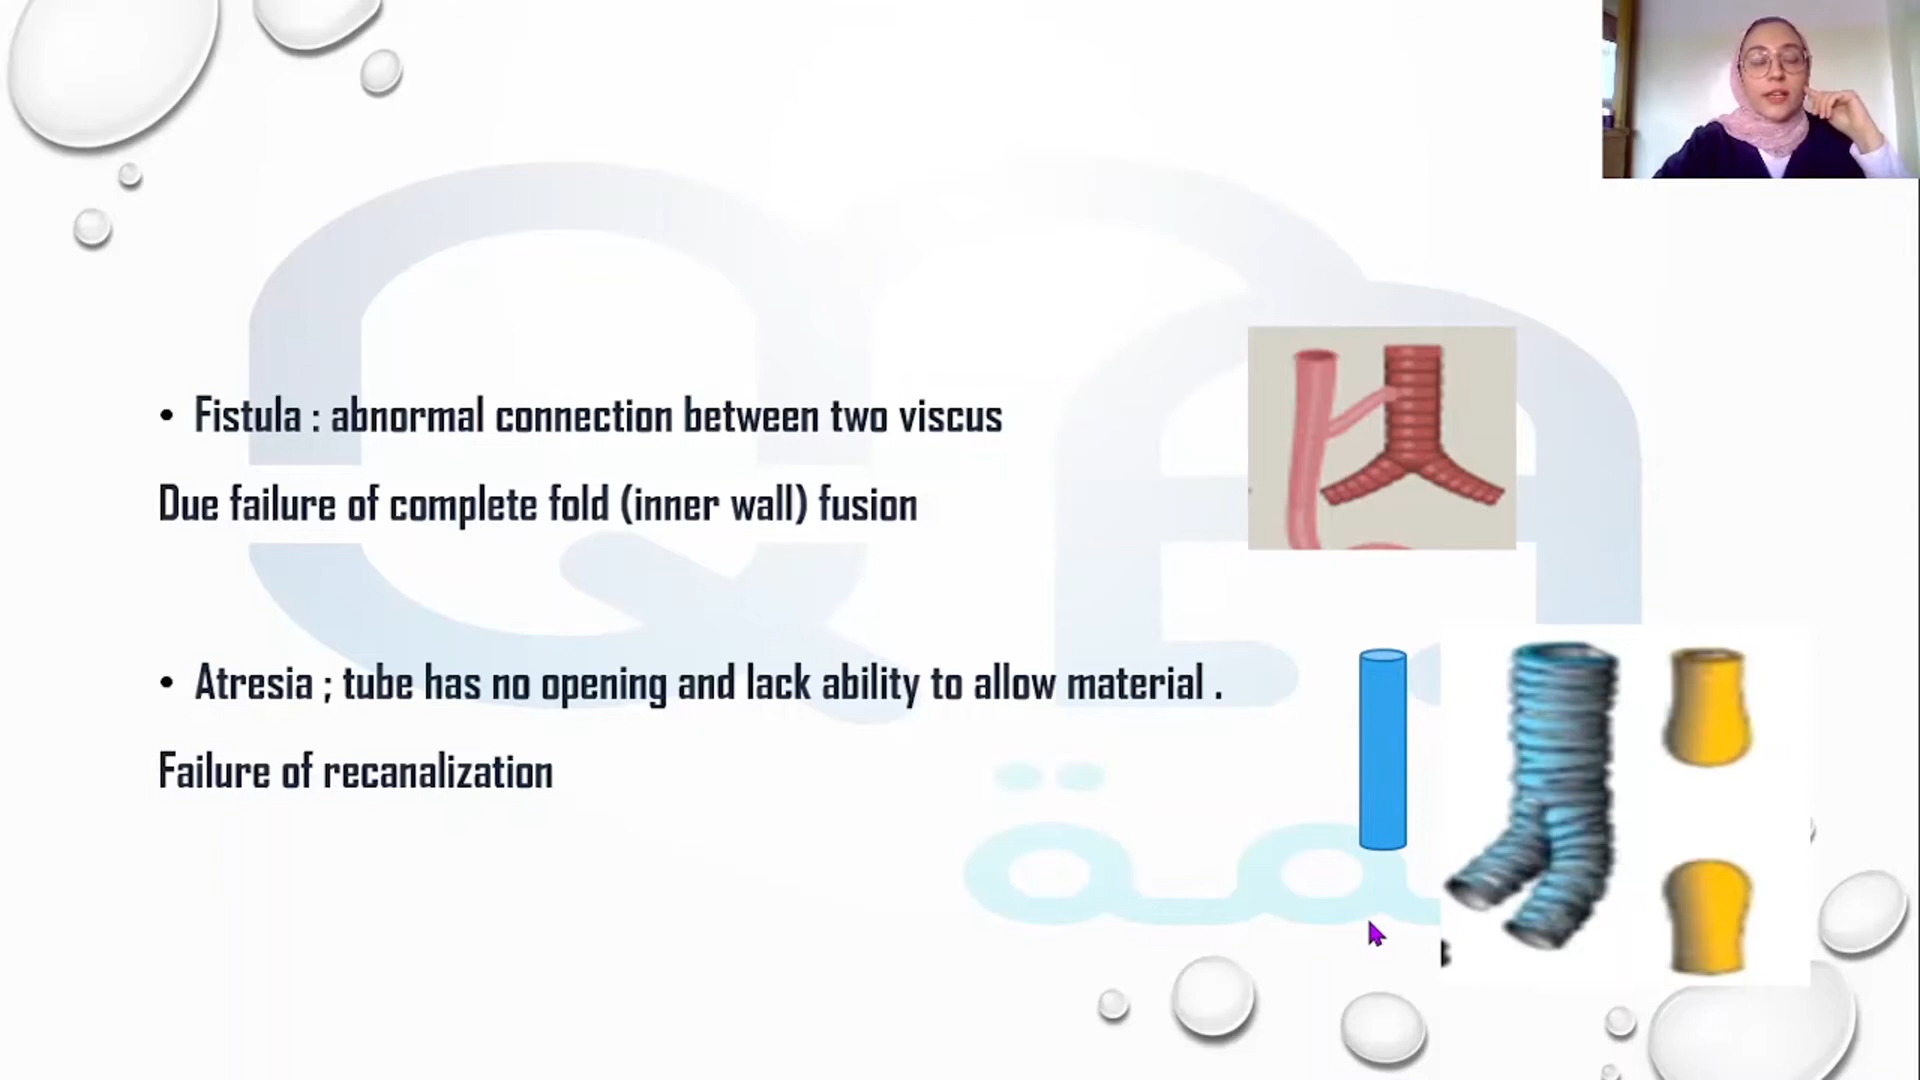 • Fistula : abnormal connection between two viscus
Due failure of complete fold (inner wall) fusion
• Atresia ; tube has no opening and lack ability to allow material .
Failure of recanalization